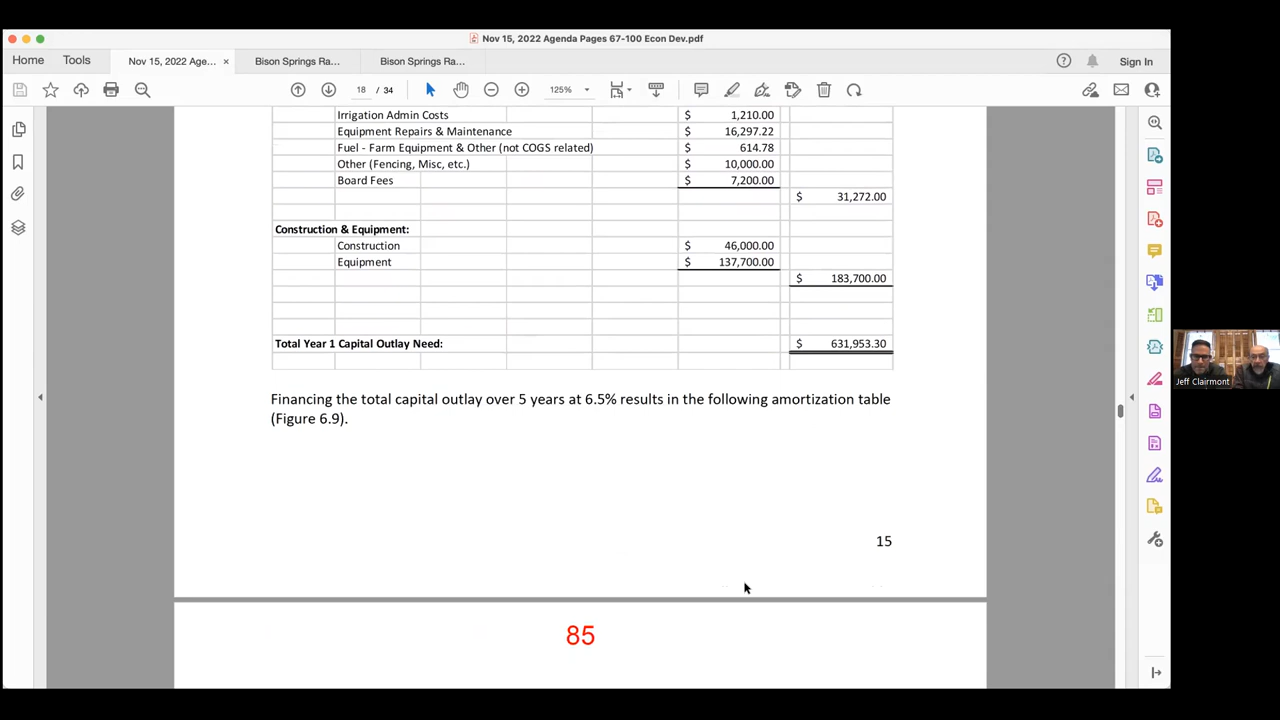 Nov 15, 2022 Agenda Pages 67-100 Econ Dev.pdf
Home Tools Nov 15, 2022 Age... × Bison Springs Ra... Bison Springs Ra... Sign In
18 / 34 125%
Irrigation Admin Costs $ 1,210.00
Equipment Repairs & Maintenance $ 16,297.22
Fuel - Farm Equipment & Other (not COGS related) $ 614.78
Other (Fencing, Misc, etc.) $ 10,000.00
Board Fees $ 7,200.00
$ 31,272.00
Construction & Equipment:
Construction $ 46,000.00
Equipment $ 137,700.00
$ 183,700.00
Total Year 1 Capital Outlay Need: $ 631,953.30
Financing the total capital outlay over 5 years at 6.5% results in the following amortization table
(Figure 6.9).
15
85
Jeff Clairmont